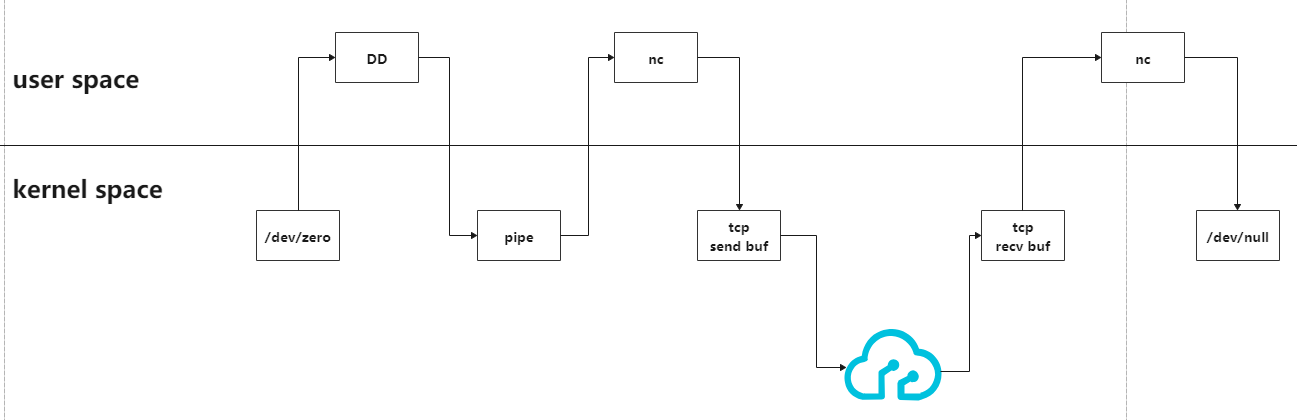 user space
DD
nc
nc
kernel space
/dev/zero
pipe
tcp
send buf
tcp
recv buf
/dev/null